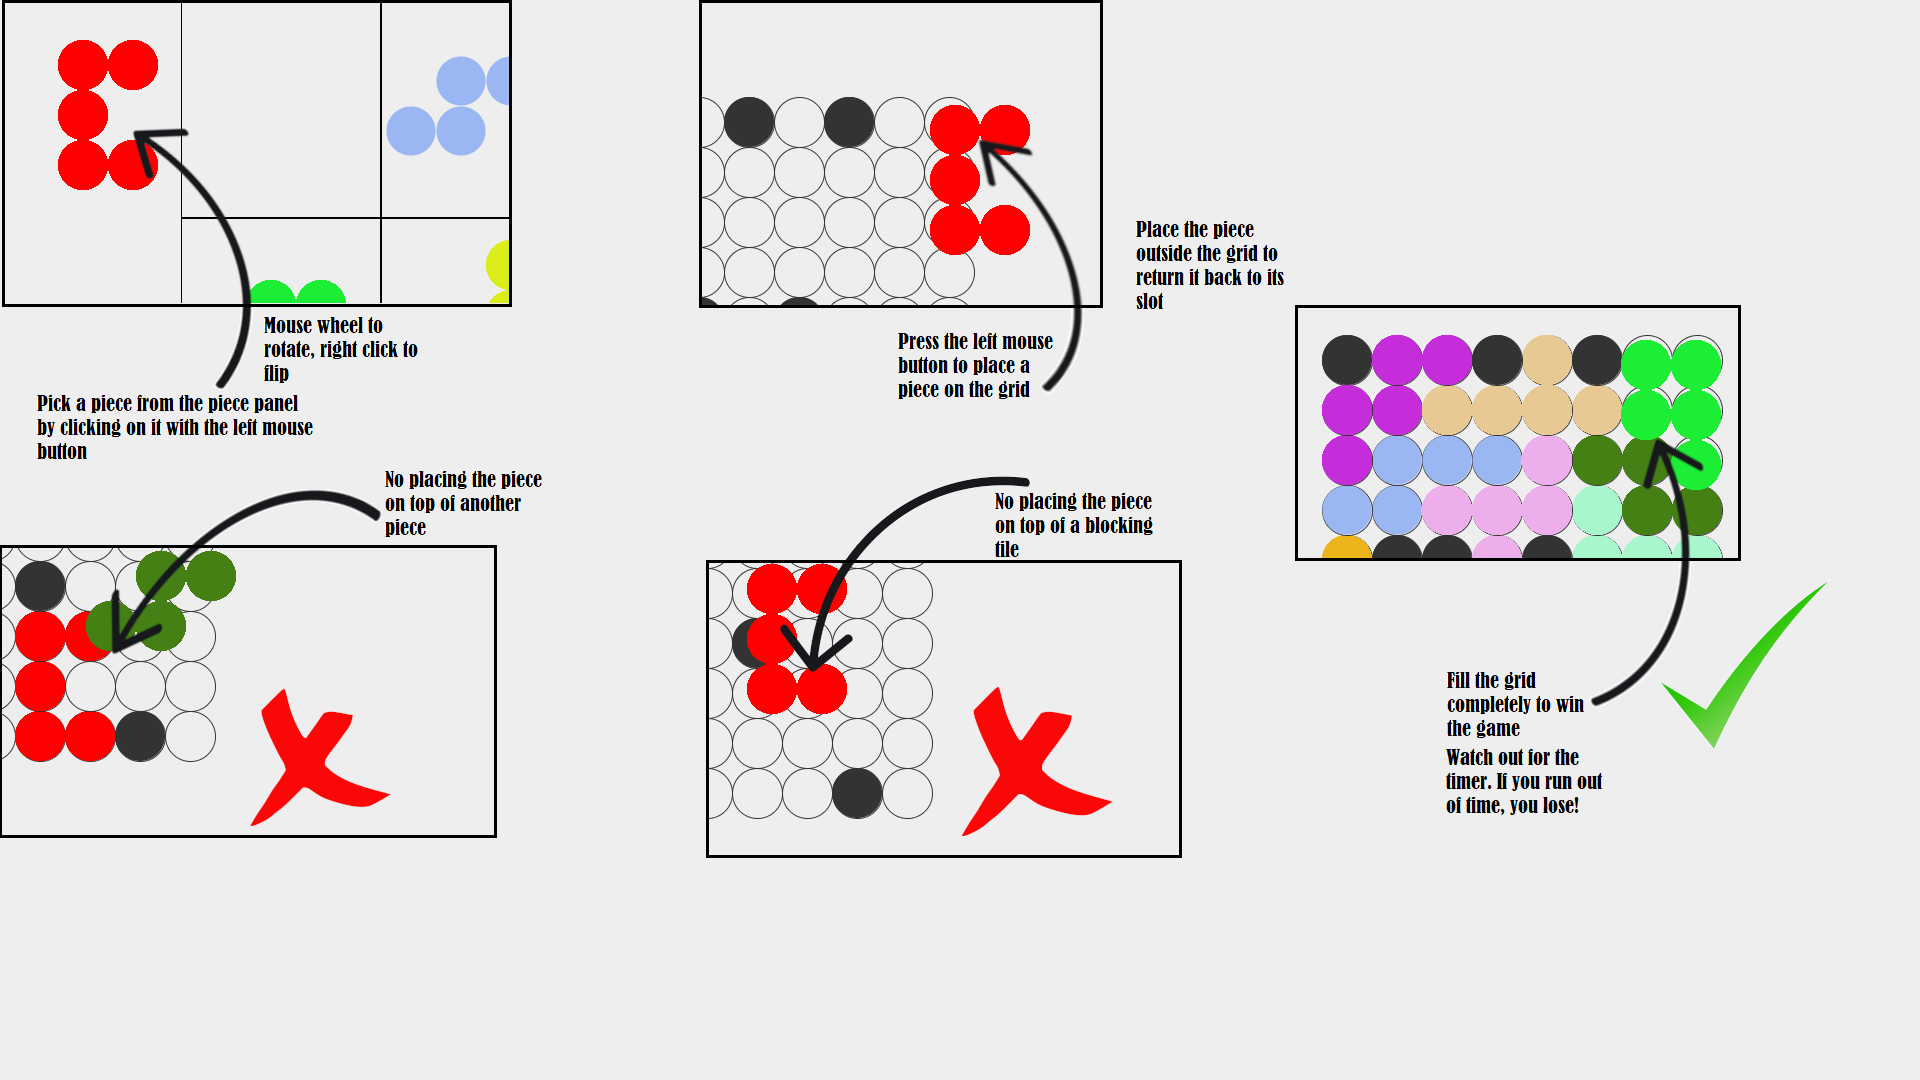 Mouse wheel to
rotate, right click to
flip
Pick a piece from the piece panel
by clicking on it with the left mouse
button
Press the left mouse
button to place a
piece on the grid
Place the piece
outside the grid to
return it back to its
slot
No placing the piece
on top of another
piece
No placing the piece
on top of a blocking
tile
Fill the grid
completely to win
the game
Watch out for the
timer. If you run out
of time, you lose!